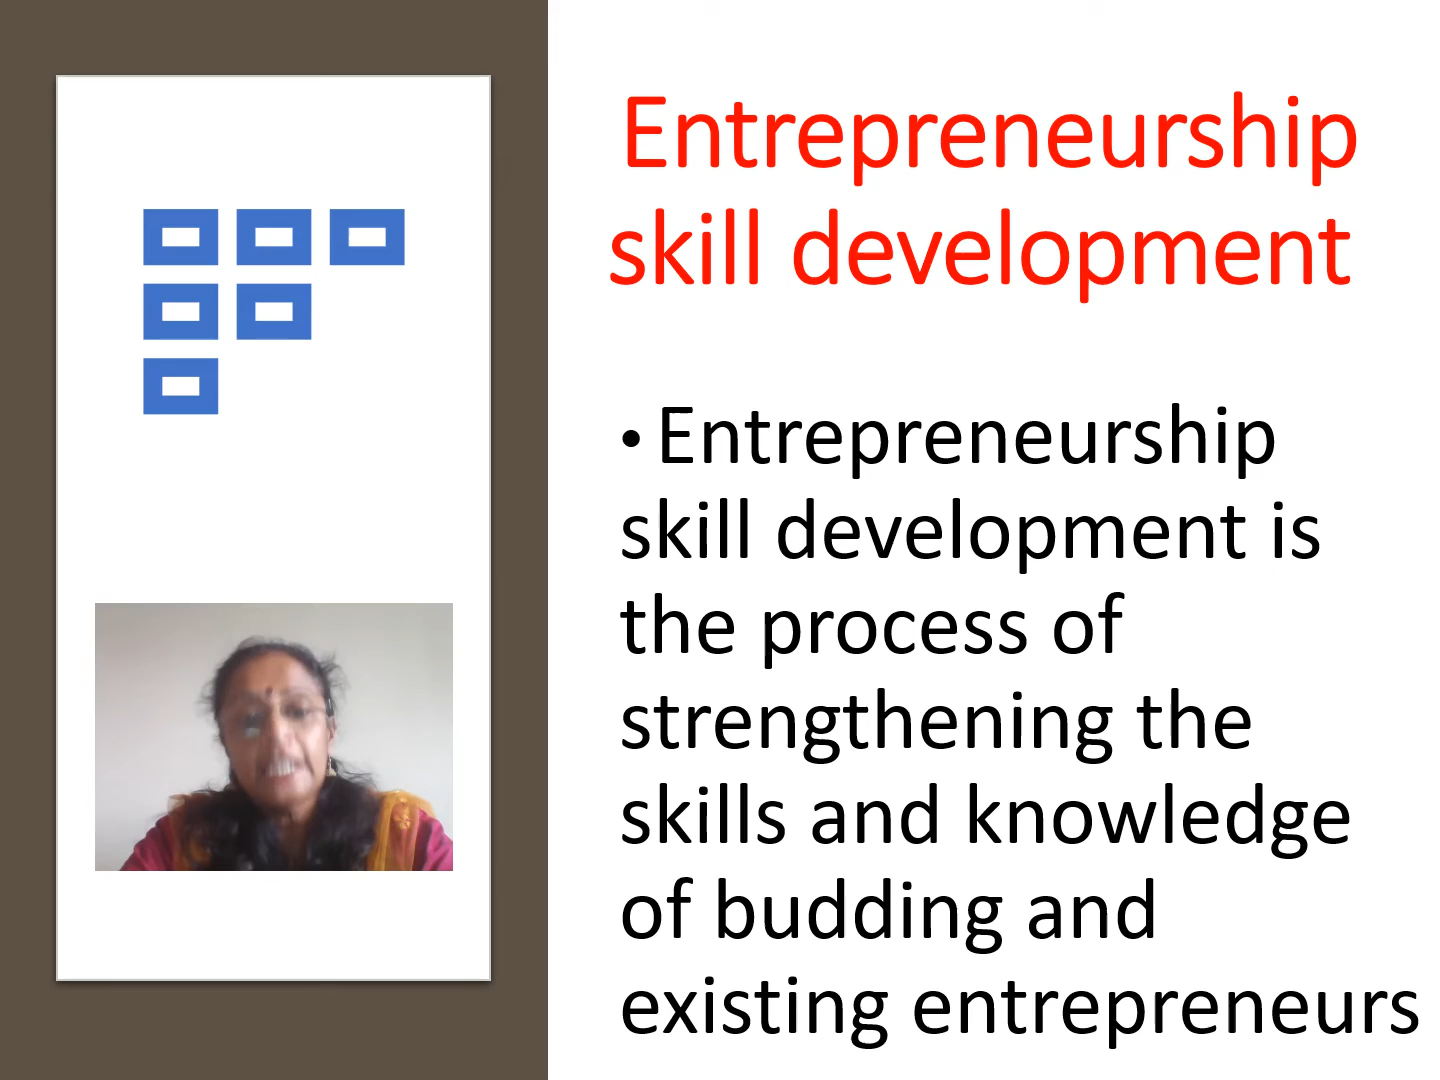 Entrepreneurship
skill development
• Entrepreneurship
skill development is
the process of
strengthening the
skills and knowledge
of budding and
existing entrepreneurs